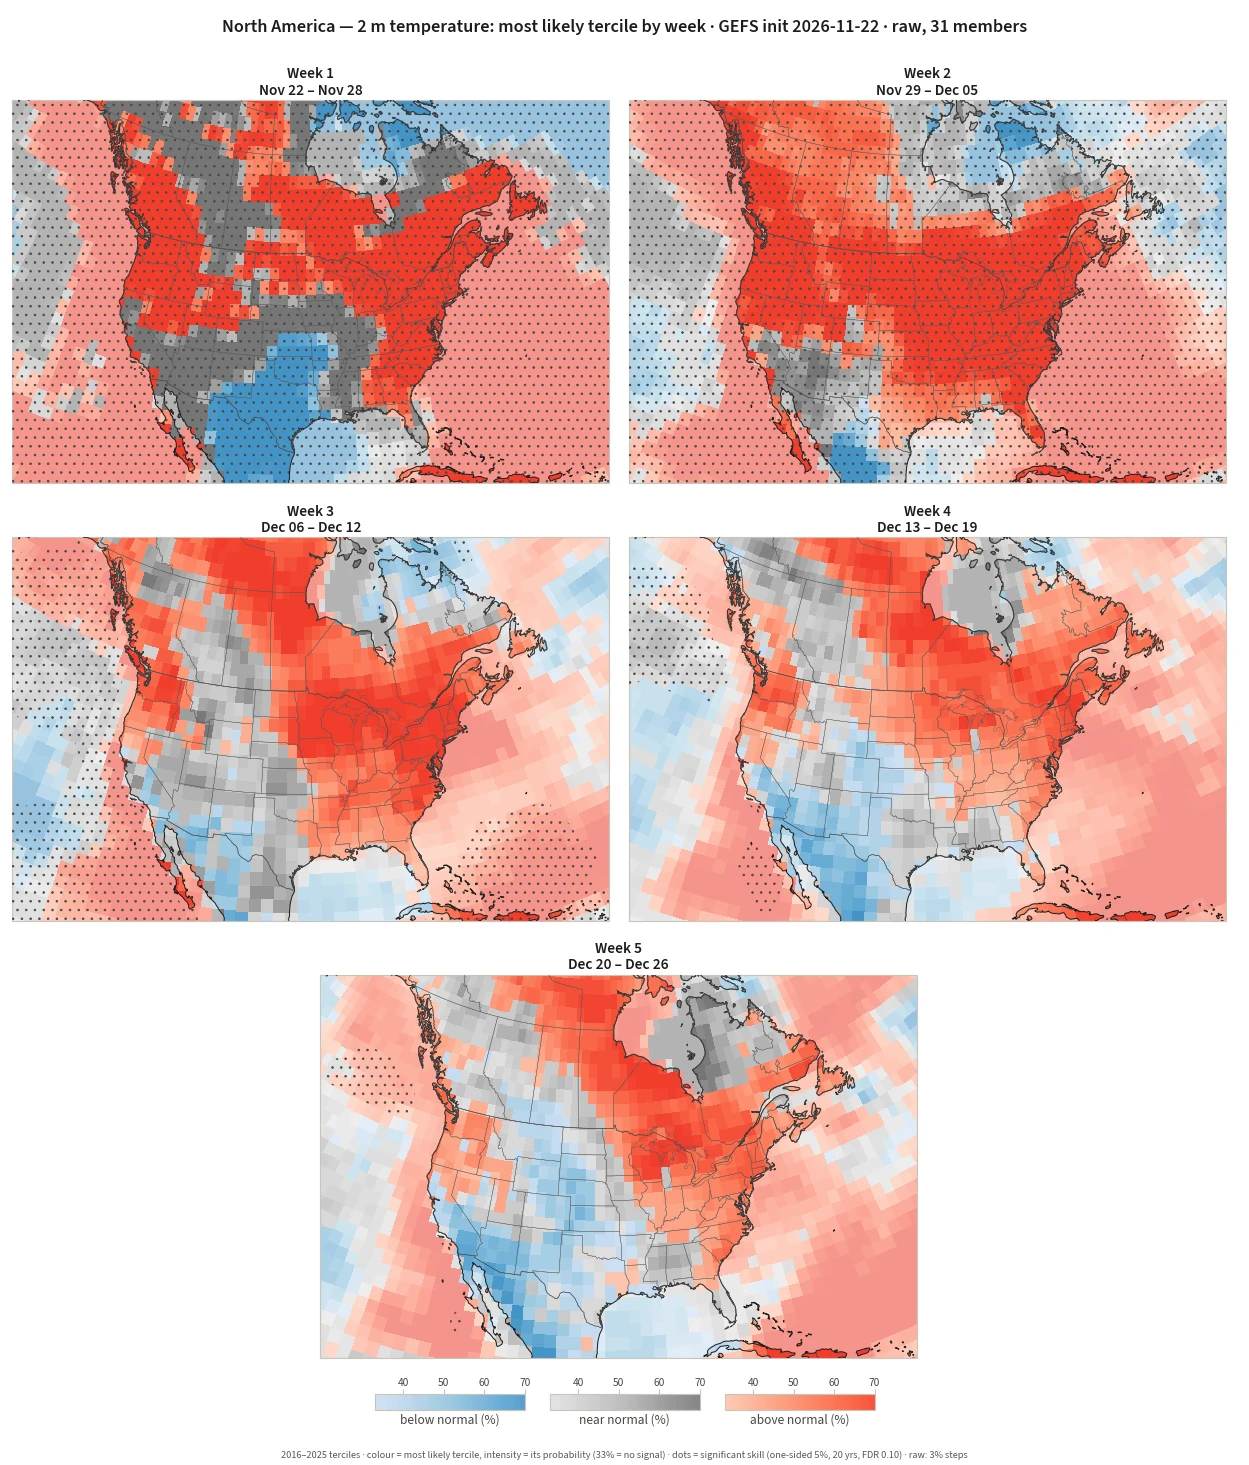 North America — 2 m temperature: most likely tercile by week · GEFS init 2026-11-22 · raw, 31 members
Week 1
Nov 22 – Nov 28
Week 2
Nov 29 – Dec 05
Week 3
Dec 06 – Dec 12
Week 4
Dec 13 – Dec 19
Week 5
Dec 20 – Dec 26
40 50 60 70
below normal (%)
40 50 60 70
near normal (%)
40 50 60 70
above normal (%)
2016–2025 terciles · colour = most likely tercile, intensity = its probability (33% = no signal) · dots = significant skill (one-sided 5%, 20 yrs, FDR 0.10) · raw: 3% steps